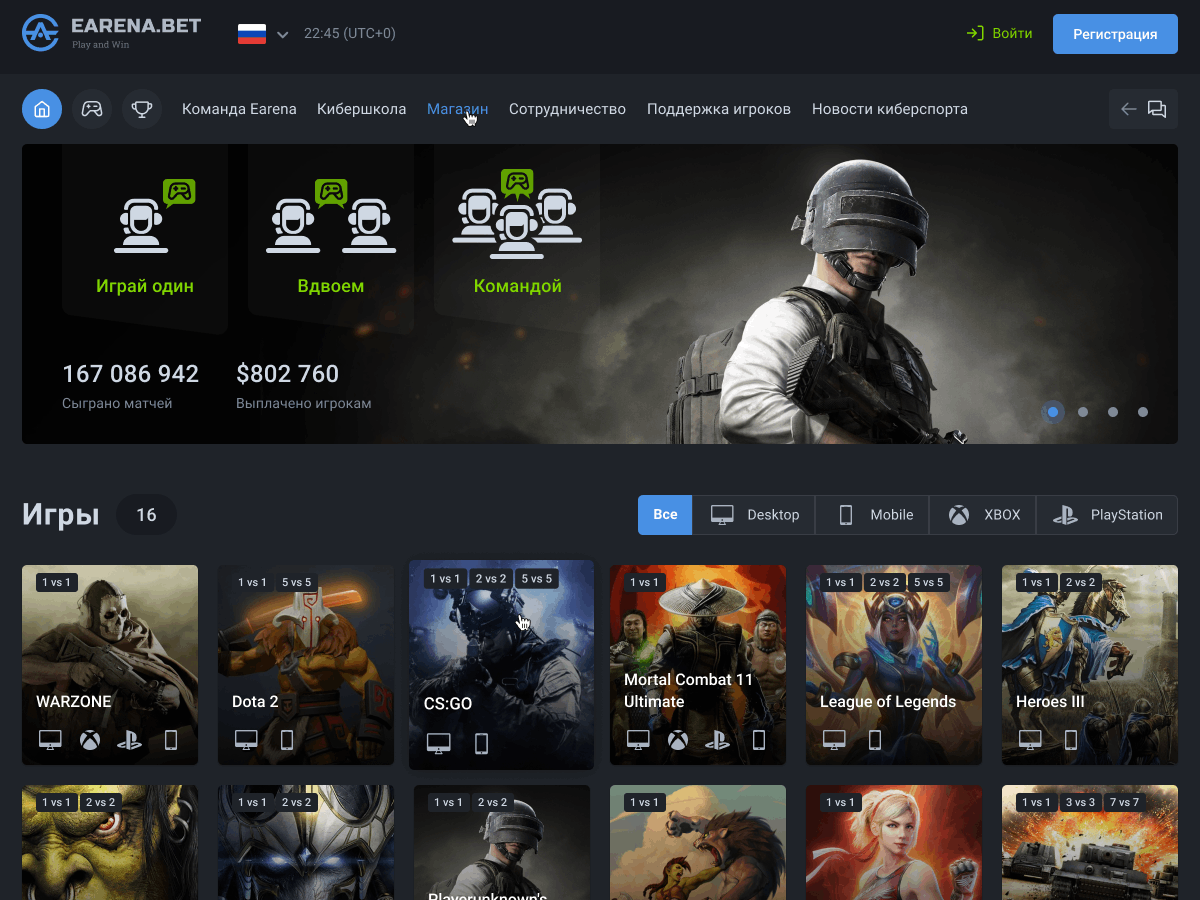 EARENA.BET
Play and Win
22:45 (UTC+0)
Войти
Регистрация
Команда Earena
Кибершкола
Магазин
Сотрудничество
Поддержка игроков
Новости киберспорта
Играй один
Вдвоем
Командой
167 086 942
$802 760
Сыграно матчей
Выплачено игрокам
Игры
16
Все
Desktop
Mobile
XBOX
PlayStation
1 vs 1
WARZONE
1 vs 1 5 vs 5
Dota 2
1 vs 1 2 vs 2 5 vs 5
CS:GO
1 vs 1
Mortal Combat 11
Ultimate
1 vs 1 2 vs 2 5 vs 5
League of Legends
1 vs 1 2 vs 2
Heroes III
1 vs 1 2 vs 2
1 vs 1 2 vs 2
1 vs 1 2 vs 2
Playerunknown's
1 vs 1
1 vs 1
1 vs 1 3 vs 3 7 vs 7